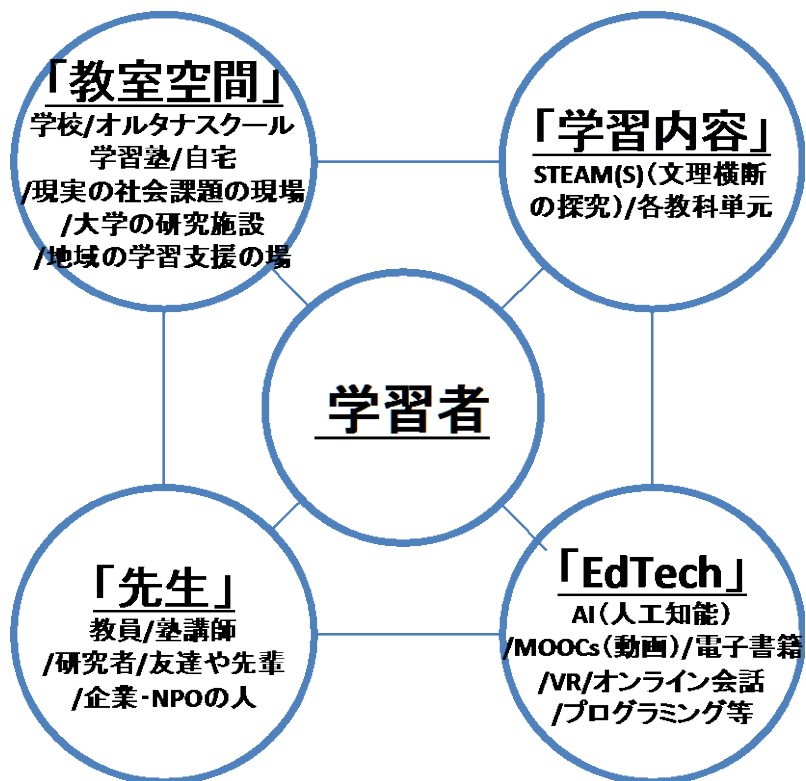 「教室空間」
学校/オルタナスクール
学習塾/自宅
/現実の社会課題の現場
/大学の研究施設
/地域の学習支援の場
「学習内容」
STEAM(S)(文理横断
の探究)/各教科単元
学習者
「先生」
教員/塾講師
/研究者/友達や先輩
/企業・NPOの人
「EdTech」
AI(人工知能)
/MOOCs(動画)/電子書籍
/VR/オンライン会話
/プログラミング等